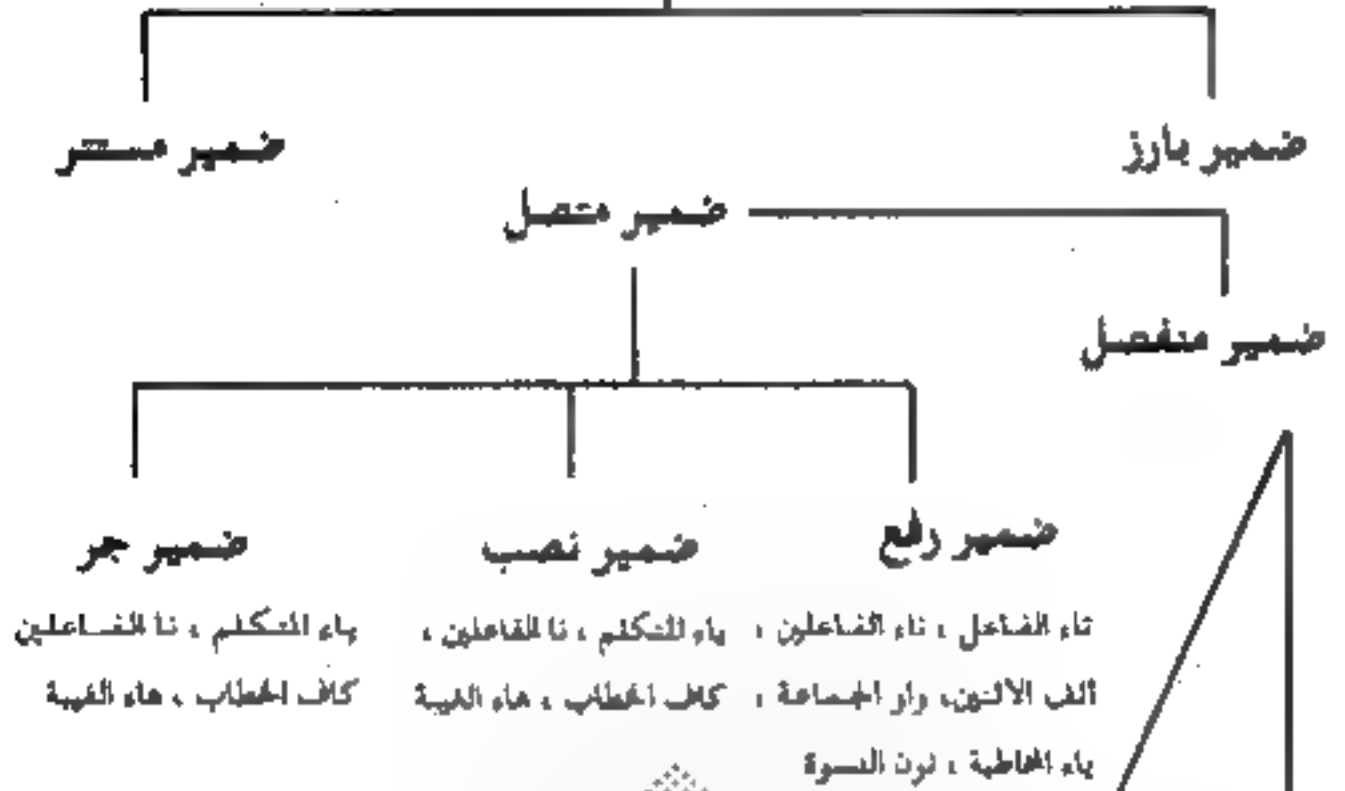 ضمير بارز
ضمير مستتر
ضمير متصل
ضمير منفصل
ضمير رفع
ضمير نصب
ضمير جر
تاء الفاعل ، ناء الفاعلين ،
ألف الاثنين، واو الجماعة ،
ياء المخاطبة ، نون النسوة
ياء المتكلم ، نا الفاعلين ،
كاف الخطاب ، هاء الغيبة
ياء المتكلم ، نا الفاعلين
كاف الخطاب ، هاء الغيبة